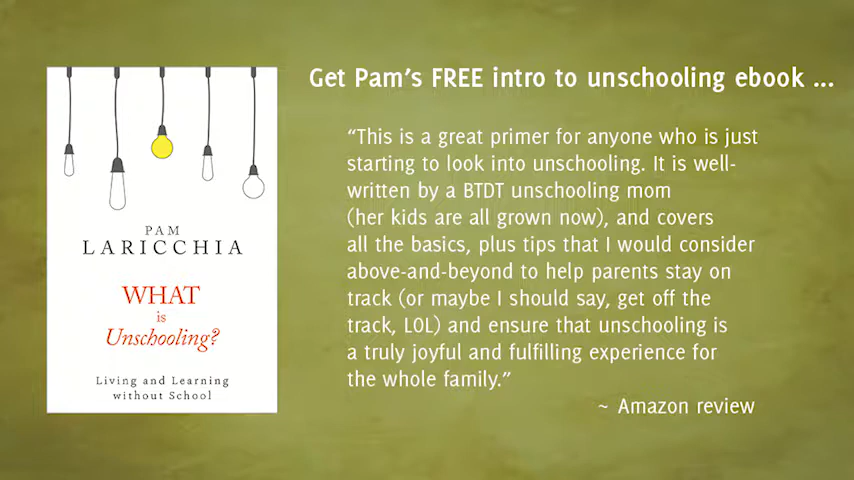 Get Pam's FREE intro to unschooling ebook ...
PAM
LARICCHIA
WHAT
is
Unschooling?
Living and Learning
without School
“This is a great primer for anyone who is just
starting to look into unschooling. It is well-
written by a BTDT unschooling mom
(her kids are all grown now), and covers
all the basics, plus tips that I would consider
above-and-beyond to help parents stay on
track (or maybe I should say, get off the
track, LOL) and ensure that unschooling is
a truly joyful and fulfilling experience for
the whole family.”
~ Amazon review